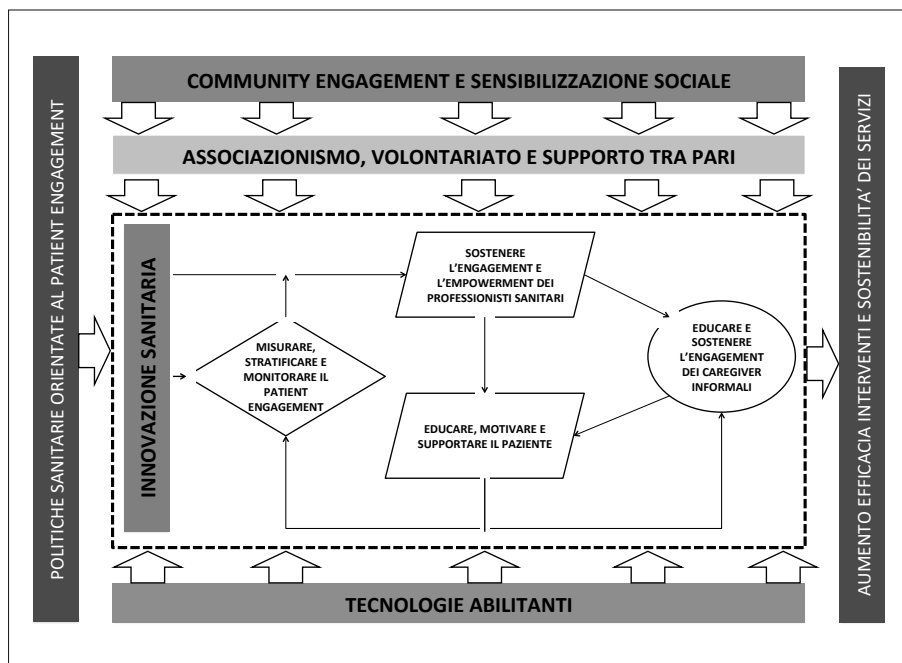 POLITICHE SANITARIE ORIENTATE AL PATIENT ENGAGEMENT
COMMUNITY ENGAGEMENT E SENSIBILIZZAZIONE SOCIALE
ASSOCIAZIONISMO, VOLONTARIATO E SUPPORTO TRA PARI
INNOVAZIONE SANITARIA
MISURARE,
STRATIFICARE E
MONITORARE IL
PATIENT
ENGAGEMENT
SOSTENERE
L'ENGAGEMENT E
L'EMPOWERMENT DEI
PROFESSIONISTI SANITARI
EDUCARE, MOTIVARE E
SUPPORTARE IL PAZIENTE
EDUCARE E
SOSTENERE
L'ENGAGEMENT
DEI CAREGIVER
INFORMALI
TECNOLOGIE ABILITANTI
AUMENTO EFFICACIA INTERVENTI E SOSTENIBILITA' DEI SERVIZI